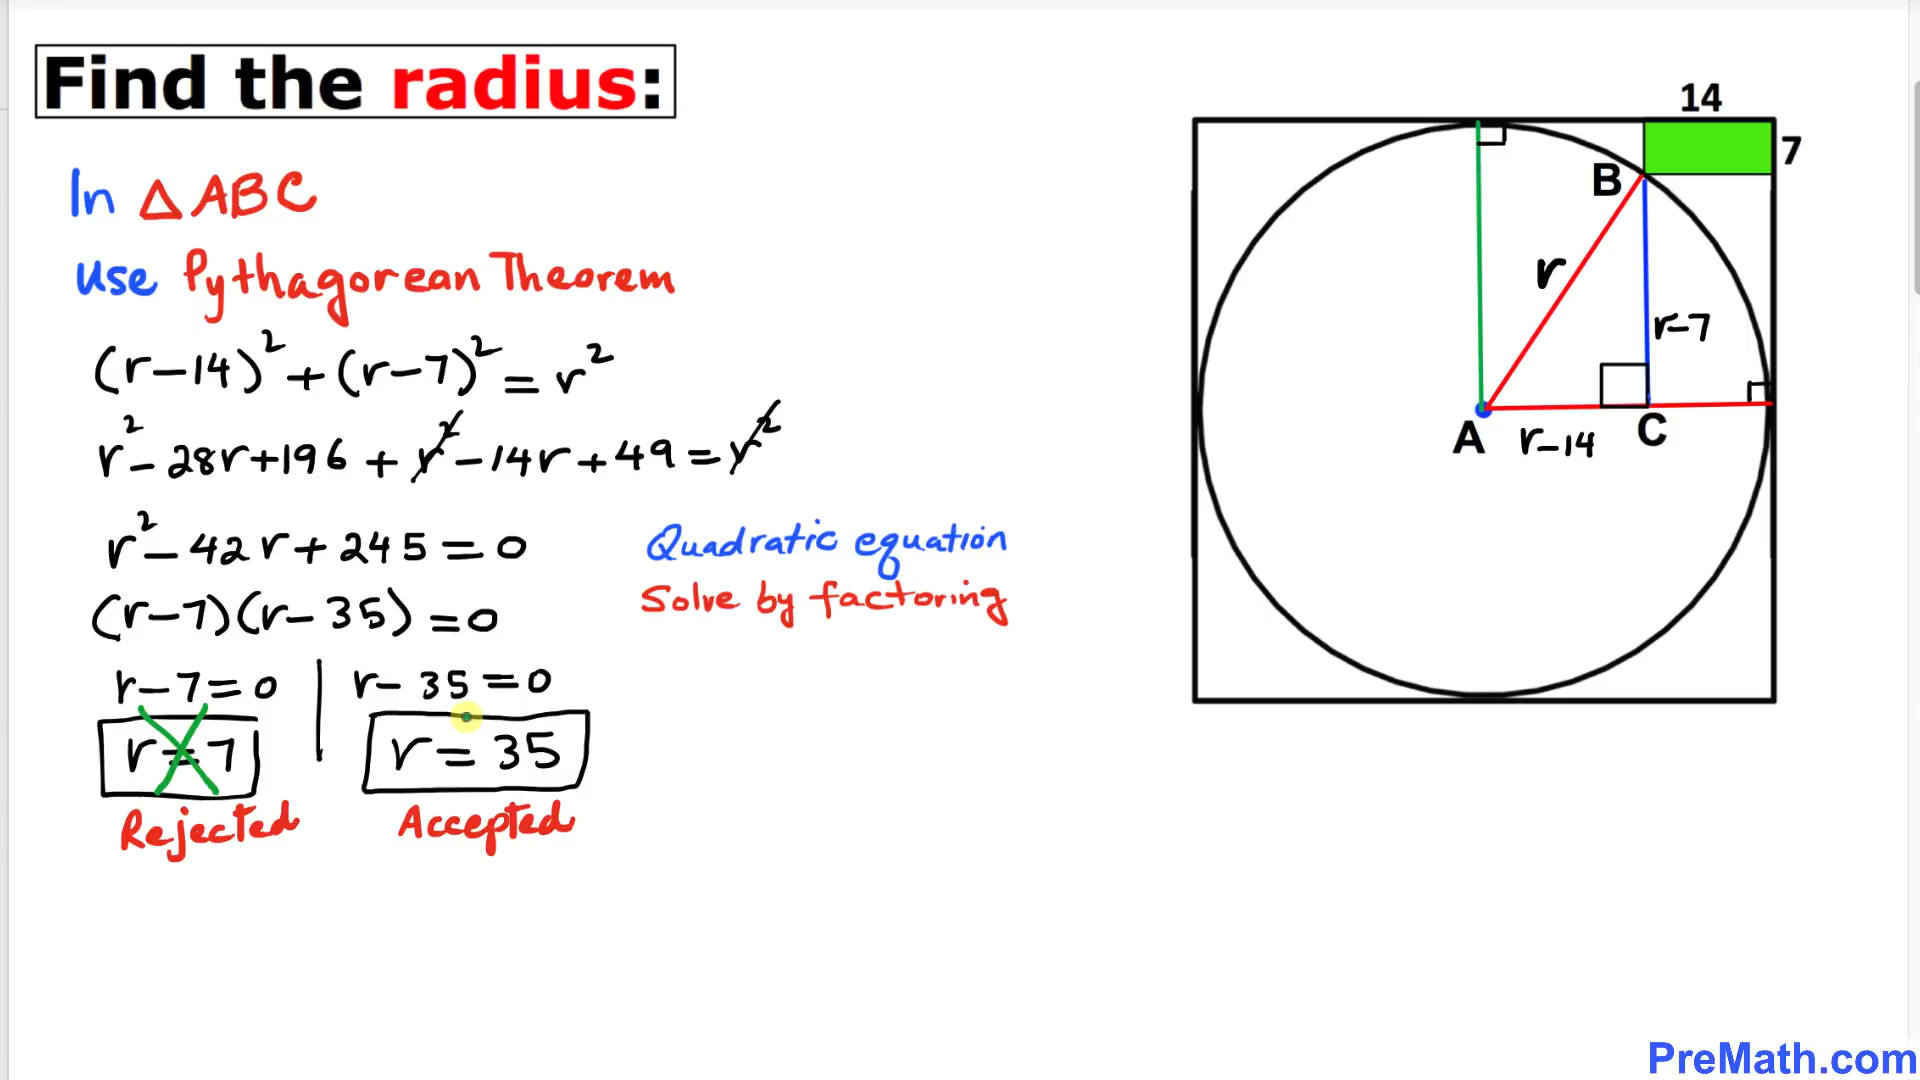 Find the radius:
In △ABC
Use Pythagorean Theorem
(r-14)² + (r-7)² = r²
r² - 28r + 196 + r² - 14r + 49 = r²
r² - 42r + 245 = 0
Quadratic equation
(r-7)(r-35) = 0
Solve by factoring
r-7=0 | r-35=0
r=7
r=35
Rejected
Accepted
14
7
B
r
r-7
A
r-14
C
PreMath.com